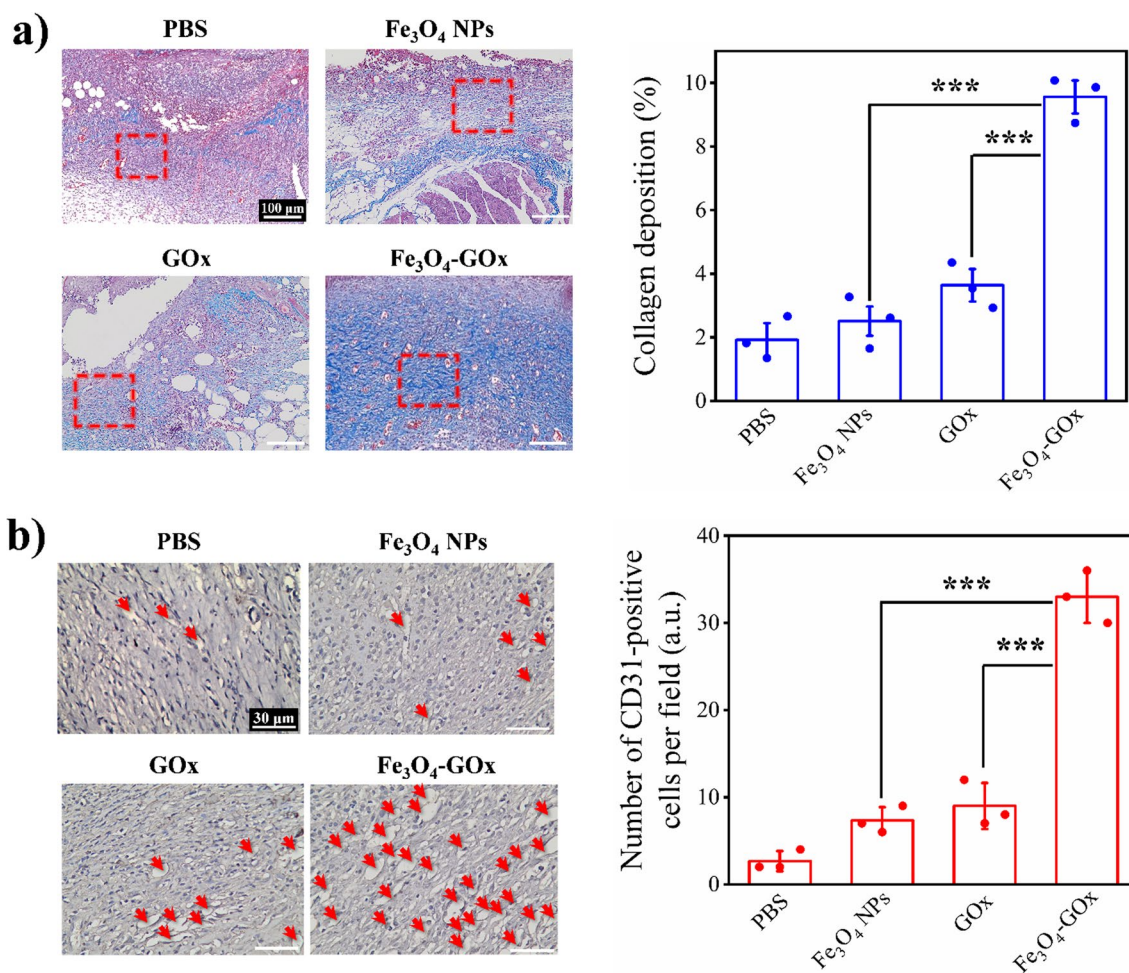 a)
PBS
Fe₃O₄ NPs
100 μm
GOx
Fe₃O₄-GOx
Collagen deposition (%)
10
8
6
4
2
0
***
***
PBS
Fe₃O₄ NPs
GOx
Fe₃O₄-GOx
b)
PBS
Fe₃O₄ NPs
30 μm
GOx
Fe₃O₄-GOx
Number of CD31-positive
cells per field (a.u.)
40
30
20
10
0
***
***
PBS
Fe₃O₄ NPs
GOx
Fe₃O₄-GOx